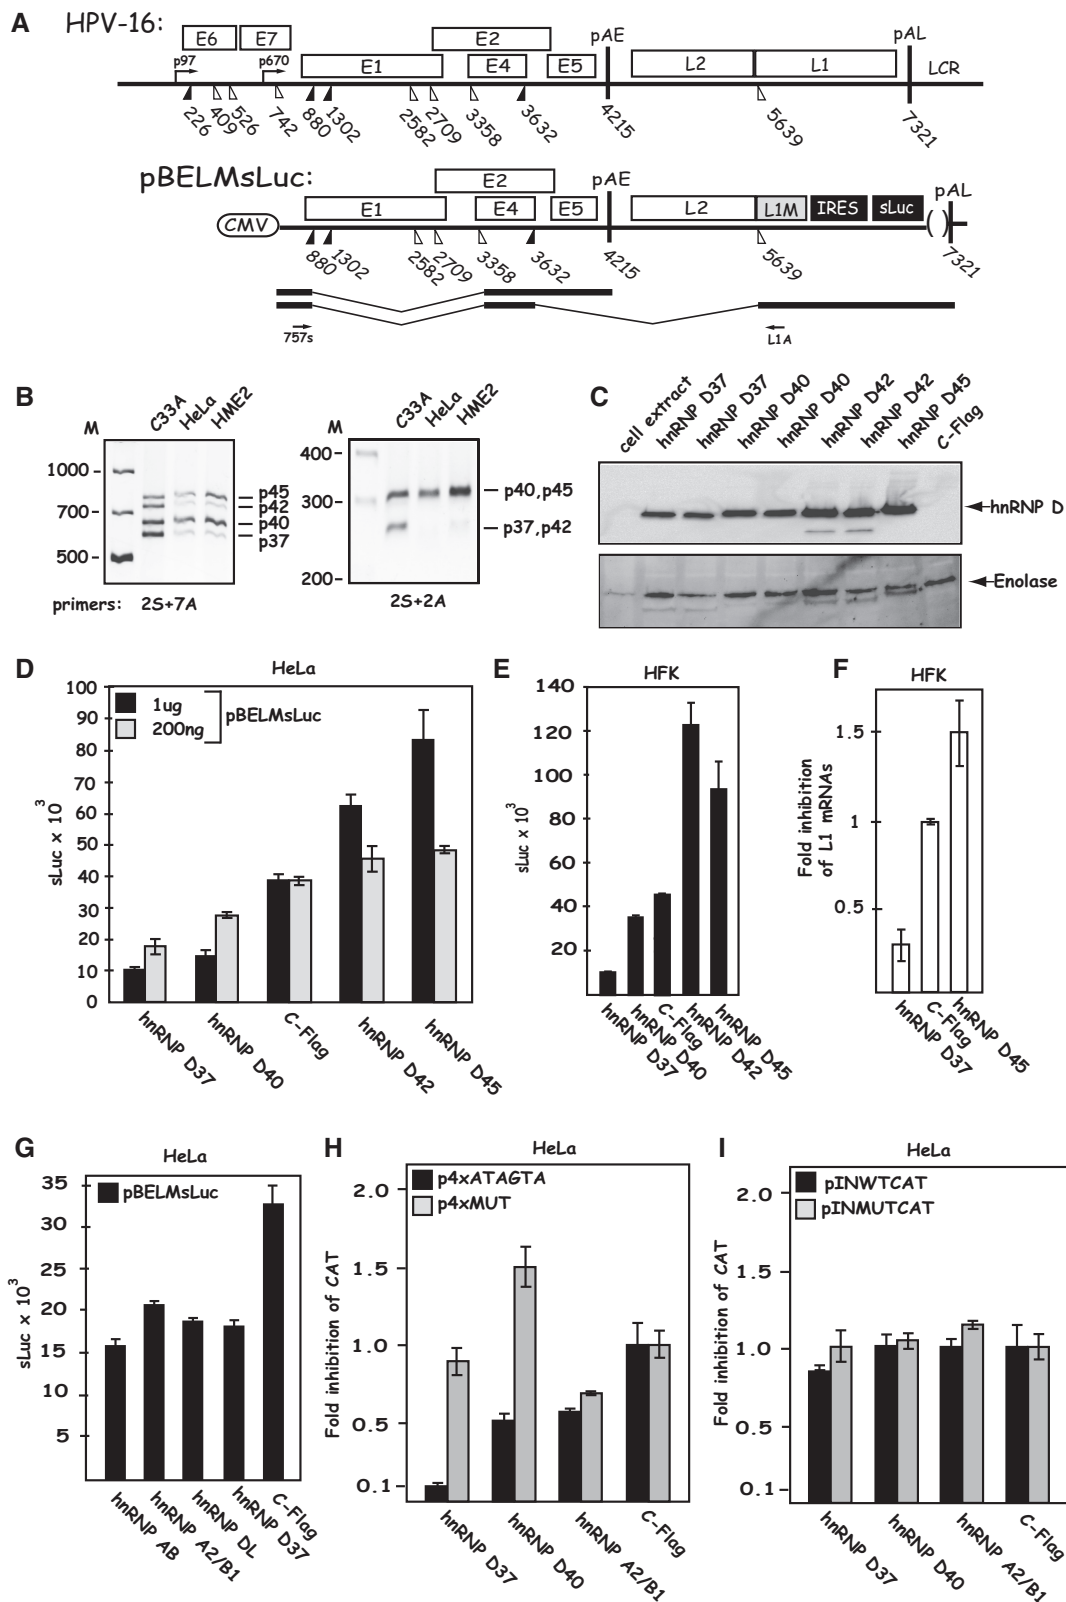 A
HPV-16:
E6 E7 E2 pAE pAL
p97 p670 E1 E4 E5 L2 L1 LCR
226 409 526 742 880 1302 2582 2709 3358 3632 4215 5639 7321
pBELMsLuc:
E2 pAE pAL
CMV E1 E4 E5 L2 L1M IRES sLuc ( )
880 1302 2582 2709 3358 3632 4215 5639 7321
757s L1A
B
M C33A HeLa HME2
1000
700
500
p45
p42
p40
p37
primers: 2S+7A
M C33A HeLa HME2
400
300
200
p40,p45
p37,p42
2S+2A
C
cell extract
hnRNP D37
hnRNP D37
hnRNP D40
hnRNP D40
hnRNP D42
hnRNP D42
hnRNP D45
C-Flag
hnRNP D
Enolase
D
HeLa
1ug
200ng
pBELMsLuc
sLuc x 10³
100
90
80
70
60
50
40
30
20
10
0
hnRNP D37
hnRNP D40
C-Flag
hnRNP D42
hnRNP D45
E
HFK
sLuc x 10³
140
120
100
80
60
40
20
hnRNP D37
hnRNP D40
C-Flag
hnRNP D42
hnRNP D45
F
HFK
Fold inhibition
of L1 mRNAs
1.5
1
0.5
hnRNP D37
C-Flag
hnRNP D45
G
HeLa
pBELMsLuc
sLuc x 10³
35
30
25
20
15
10
5
hnRNP AB
hnRNP A2/B1
hnRNP DL
hnRNP D37
C-Flag
H
HeLa
p4xATAGTA
p4xMUT
Fold inhibition of CAT
2.0
1.5
1.0
0.5
0.1
hnRNP D37
hnRNP D40
hnRNP A2/B1
C-Flag
I
HeLa
pINWTCAT
pINMUTCAT
Fold inhibition of CAT
2.0
1.5
1.0
0.5
0.1
hnRNP D37
hnRNP D40
hnRNP A2/B1
C-Flag